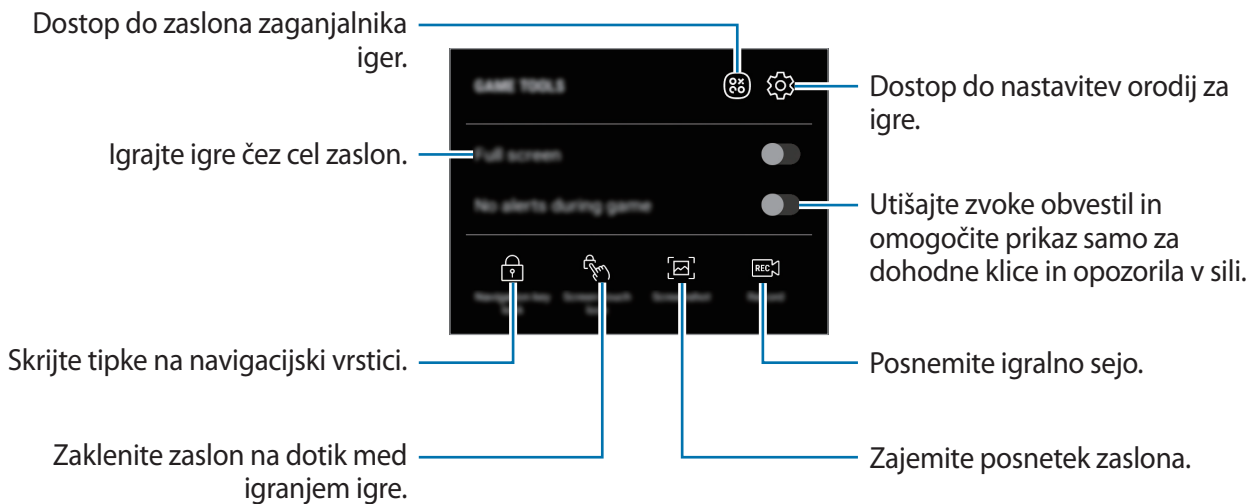 Dostop do zaslona zaganjalnika
iger.
GAME TOOLS
Dostop do nastavitev orodij za
igre.
Igrajte igre čez cel zaslon.
Full screen
No alerts during game
Utišajte zvoke obvestil in
omogočite prikaz samo za
dohodne klice in opozorila v sili.
REC
Skrijte tipke na navigacijski vrstici.
Posnemite igralno sejo.
Zaklenite zaslon na dotik med
igranjem igre.
Zajemite posnetek zaslona.